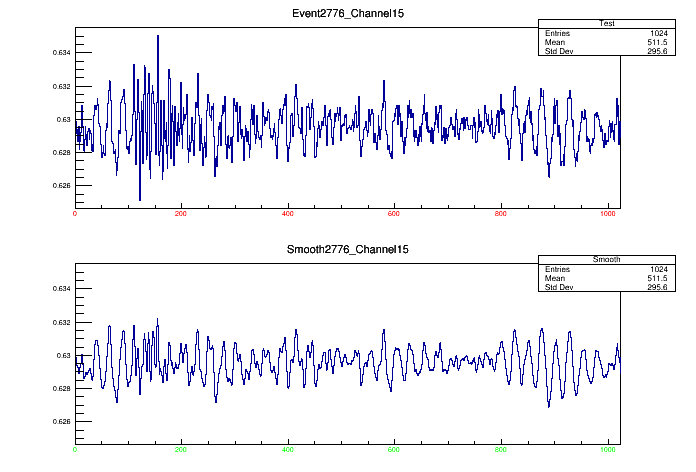 Event2776_Channel15
Test
Entries 1024
Mean 511.5
Std Dev 295.6
0.634
0.632
0.63
0.628
0.626
0 200 400 600 800 1000
Smooth2776_Channel15
Smooth
Entries 1024
Mean 511.5
Std Dev 295.6
0.634
0.632
0.63
0.628
0.626
0 200 400 600 800 1000